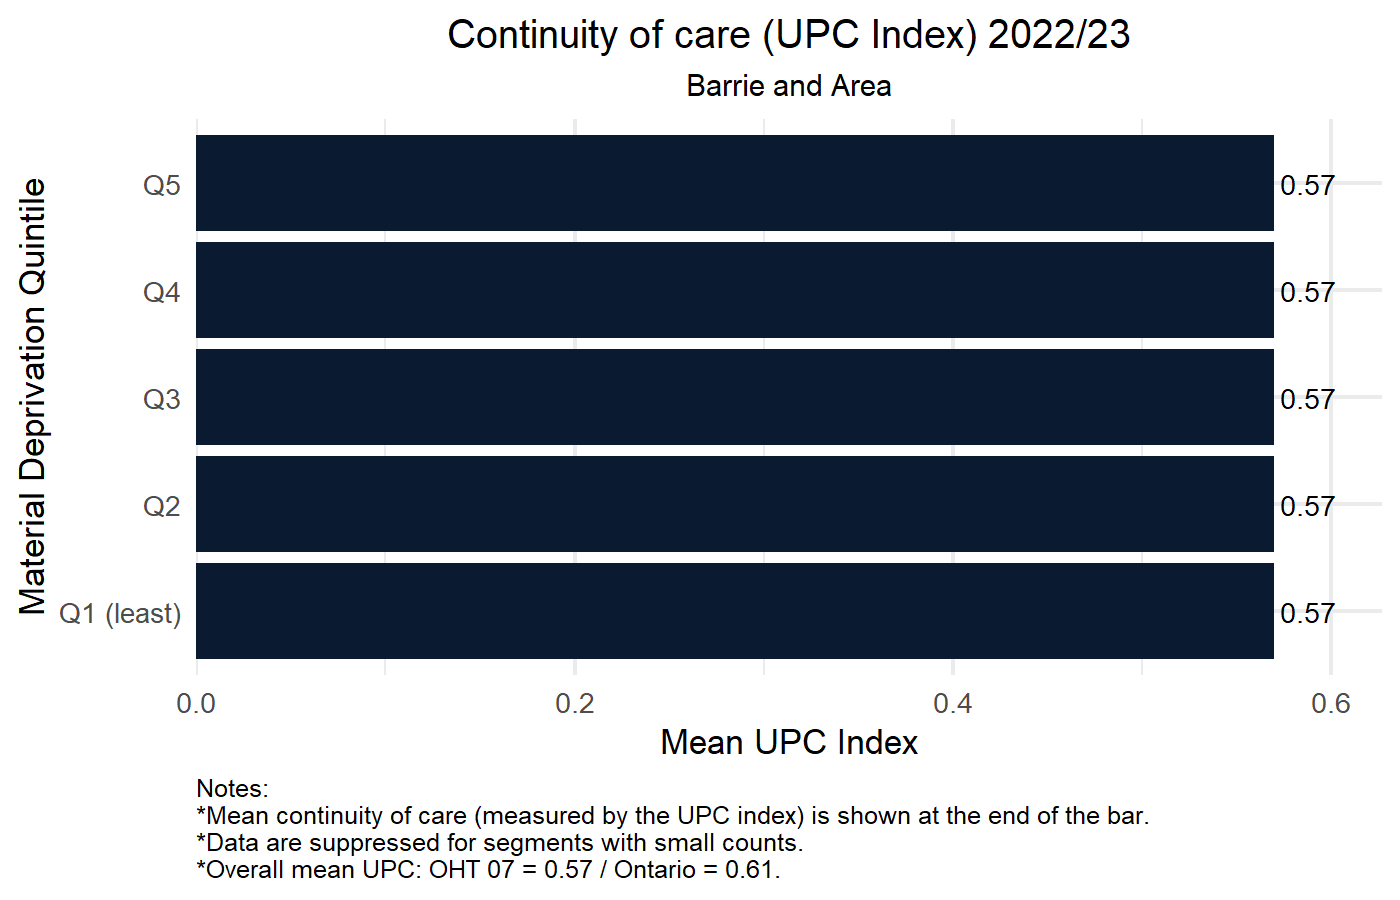 Continuity of care (UPC Index) 2022/23
Barrie and Area
Material Deprivation Quintile
Q5
0.57
Q4
0.57
Q3
0.57
Q2
0.57
Q1 (least)
0.57
0.0
0.2
0.4
0.6
Mean UPC Index
Notes:
*Mean continuity of care (measured by the UPC index) is shown at the end of the bar.
*Data are suppressed for segments with small counts.
*Overall mean UPC: OHT 07 = 0.57 / Ontario = 0.61.